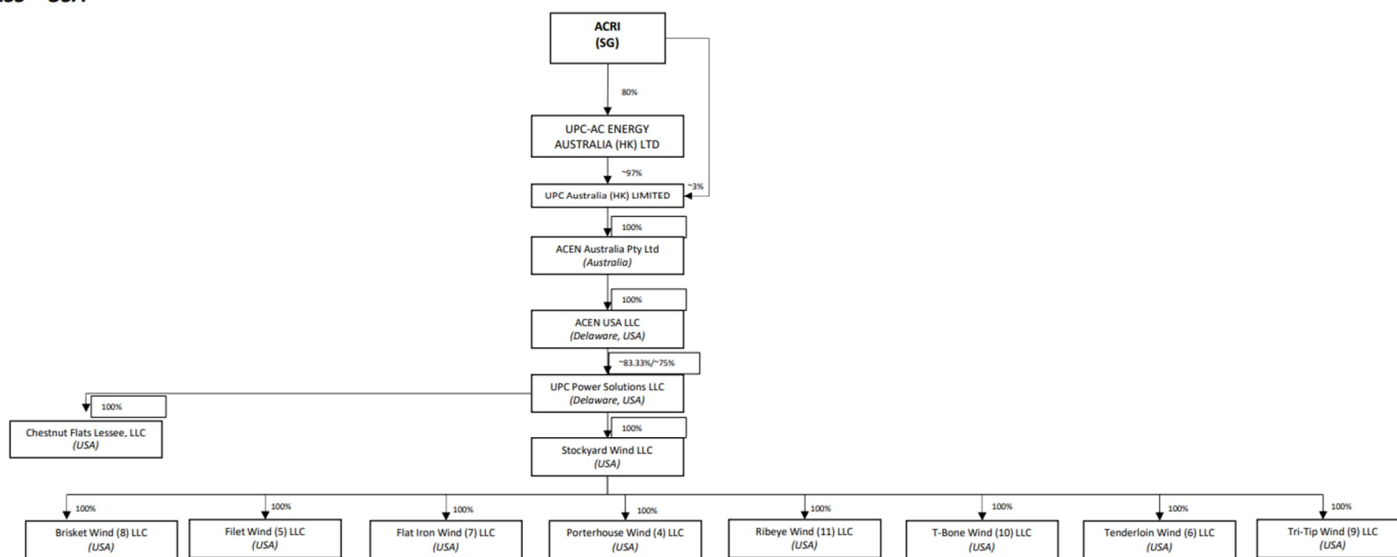 USA
ACRI
(SG)
80%
UPC-AC ENERGY
AUSTRALIA (HK) LTD
~97%
~3%
UPC Australia (HK) LIMITED
100%
ACEN Australia Pty Ltd
(Australia)
100%
ACEN USA LLC
(Delaware, USA)
~83.33%/~75%
UPC Power Solutions LLC
(Delaware, USA)
100%
Chestnut Flats Lessee, LLC
(USA)
100%
Stockyard Wind LLC
(USA)
100%
Brisket Wind (8) LLC
(USA)
100%
Filet Wind (5) LLC
(USA)
100%
Flat Iron Wind (7) LLC
(USA)
100%
Porterhouse Wind (4) LLC
(USA)
100%
Ribeye Wind (11) LLC
(USA)
100%
T-Bone Wind (10) LLC
(USA)
100%
Tenderloin Wind (6) LLC
(USA)
100%
Tri-Tip Wind (9) LLC
(USA)